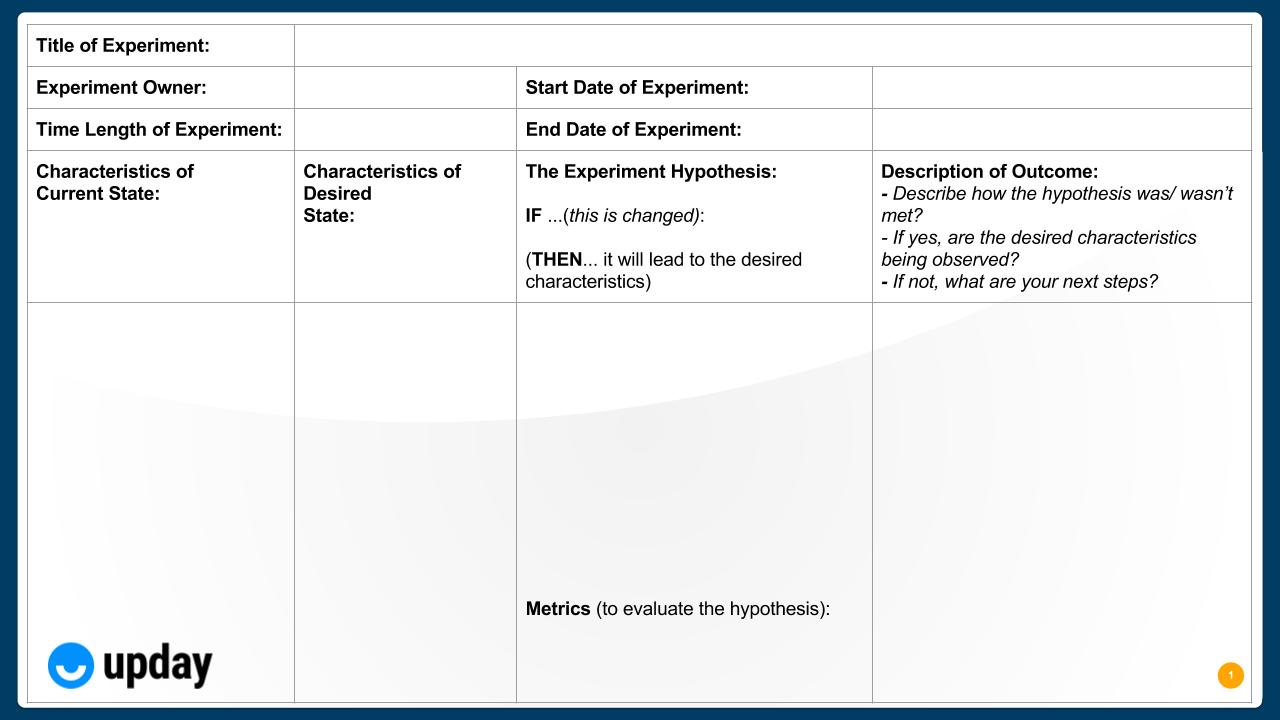 Title of Experiment:
Experiment Owner:
Start Date of Experiment:
Time Length of Experiment:
End Date of Experiment:
Characteristics of
Current State:
Characteristics of
Desired
State:
The Experiment Hypothesis:
IF ...(this is changed):
(THEN... it will lead to the desired
characteristics)
Description of Outcome:
- Describe how the hypothesis was/ wasn't
met?
- If yes, are the desired characteristics
being observed?
- If not, what are your next steps?
Metrics (to evaluate the hypothesis):
upday
1